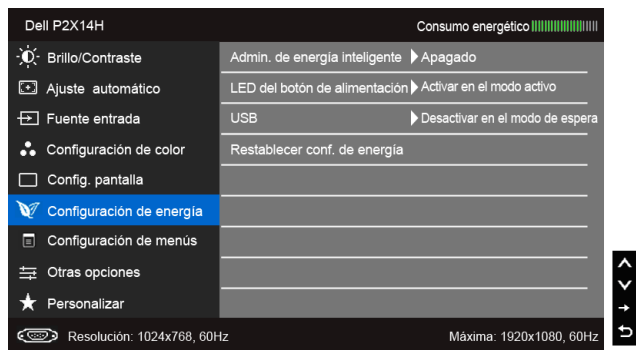 Dell P2X14H Consumo energético
Brillo/Contraste Admin. de energía inteligente Apagado
Ajuste automático LED del botón de alimentación Activar en el modo activo
Fuente entrada USB Desactivar en el modo de espera
Configuración de color Restablecer conf. de energía
Config. pantalla
Configuración de energía
Configuración de menús
Otras opciones
Personalizar
Resolución: 1024x768, 60Hz Máxima: 1920x1080, 60Hz